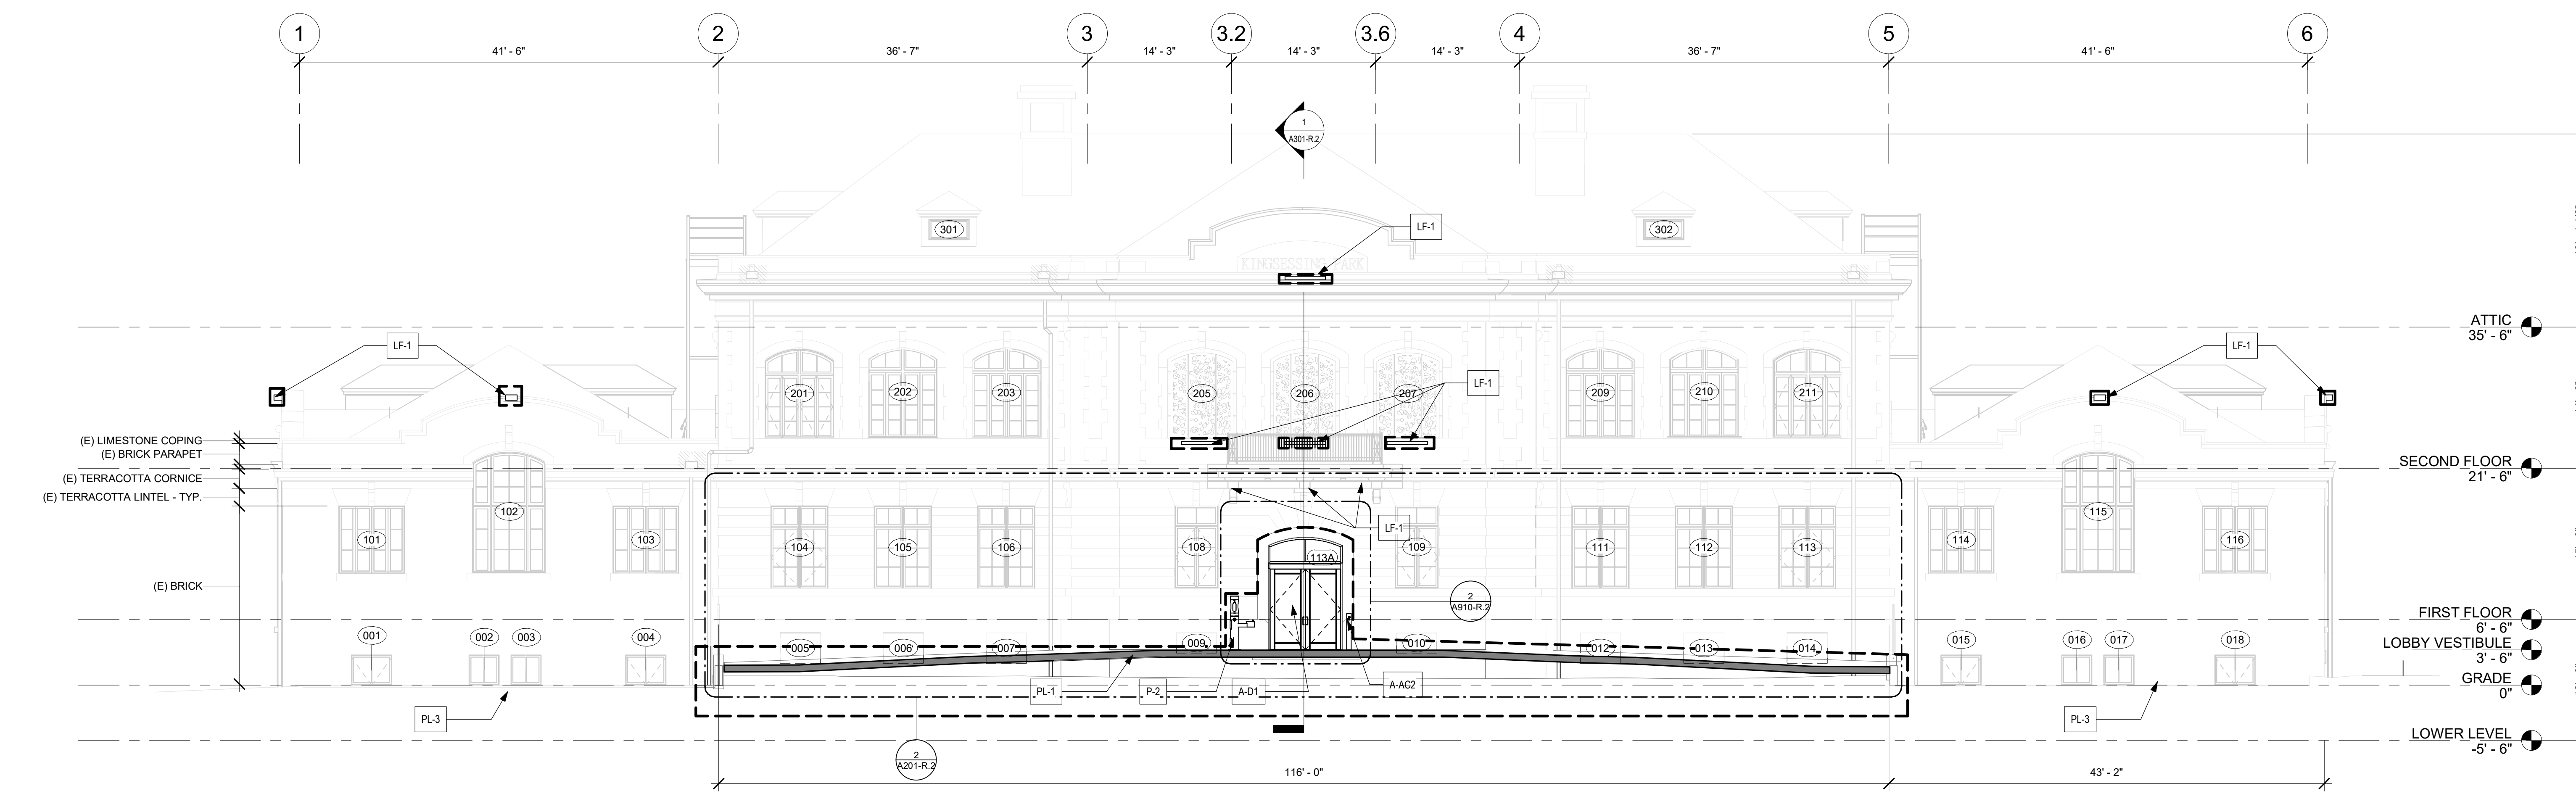 1
2
3
3.2
3.6
4
5
6
41' - 6"
36' - 7"
14' - 3"
14' - 3"
14' - 3"
36' - 7"
41' - 6"
1
A301-R.2
301
302
LF-1
KINGSESSING PARK
ATTIC
35' - 6"
LF-1
LF-1
201
202
203
205
206
207
LF-1
209
210
211
(E) LIMESTONE COPING
(E) BRICK PARAPET
(E) TERRACOTTA CORNICE
(E) TERRACOTTA LINTEL - TYP.
(E) BRICK
SECOND FLOOR
21' - 6"
102
115
LF-1
101
103
104
105
106
108
113A
109
111
112
113
114
116
2
A910-R.2
FIRST FLOOR
6' - 6"
001
002
003
004
005
006
007
009
010
012
013
014
015
016
017
018
LOBBY VESTIBULE
3' - 6"
GRADE
0"
PL-3
PL-1
P-2
A-D1
A-AC2
PL-3
LOWER LEVEL
-5' - 6"
2
A201-R.2
116' - 0"
43' - 2"